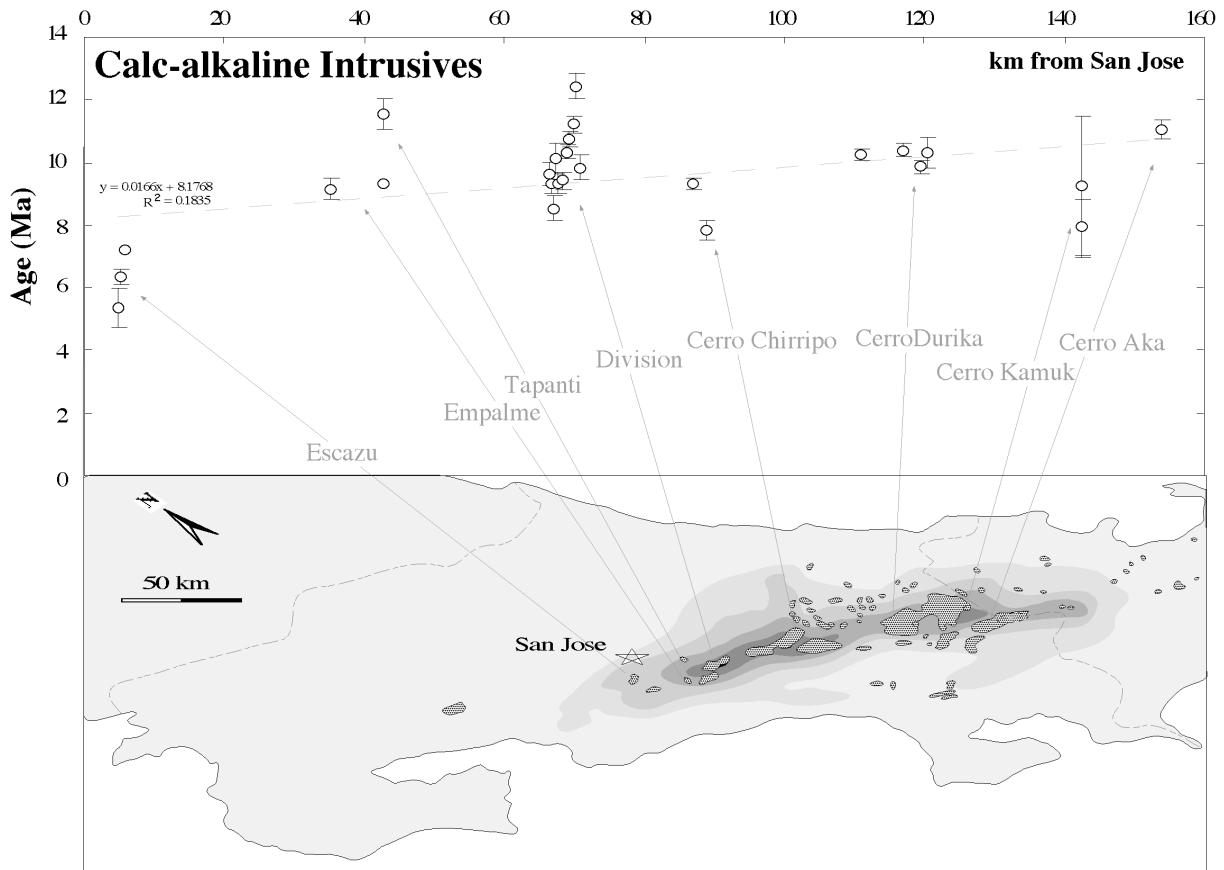 0 20 40 60 80 100 120 140 160
14
Calc-alkaline Intrusives
km from San Jose
12
10
y = 0.0166x + 8.1768
R² = 0.1835
8
Age (Ma)
6
4
2
0
Cerro Chirripo
CerroDurika
Cerro Aka
Division
Cerro Kamuk
Tapanti
Empalme
Escazu
N
50 km
San Jose